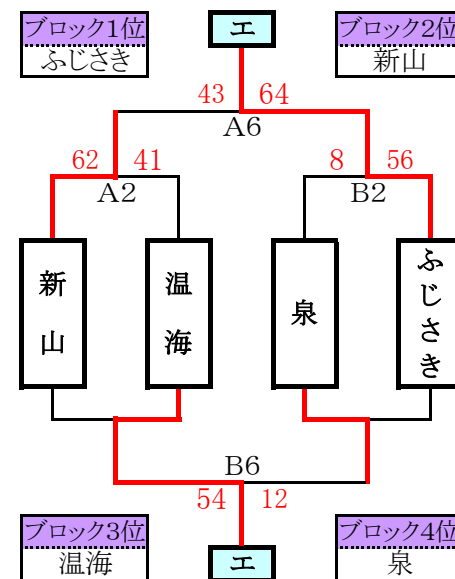 ブロック1位
ふじさき
エ
ブロック2位
新山
43 64
A6
62 41
A2
8 56
B2
新山
温海
泉
ふじさき
B6
54 12
ブロック3位
温海
エ
ブロック4位
泉